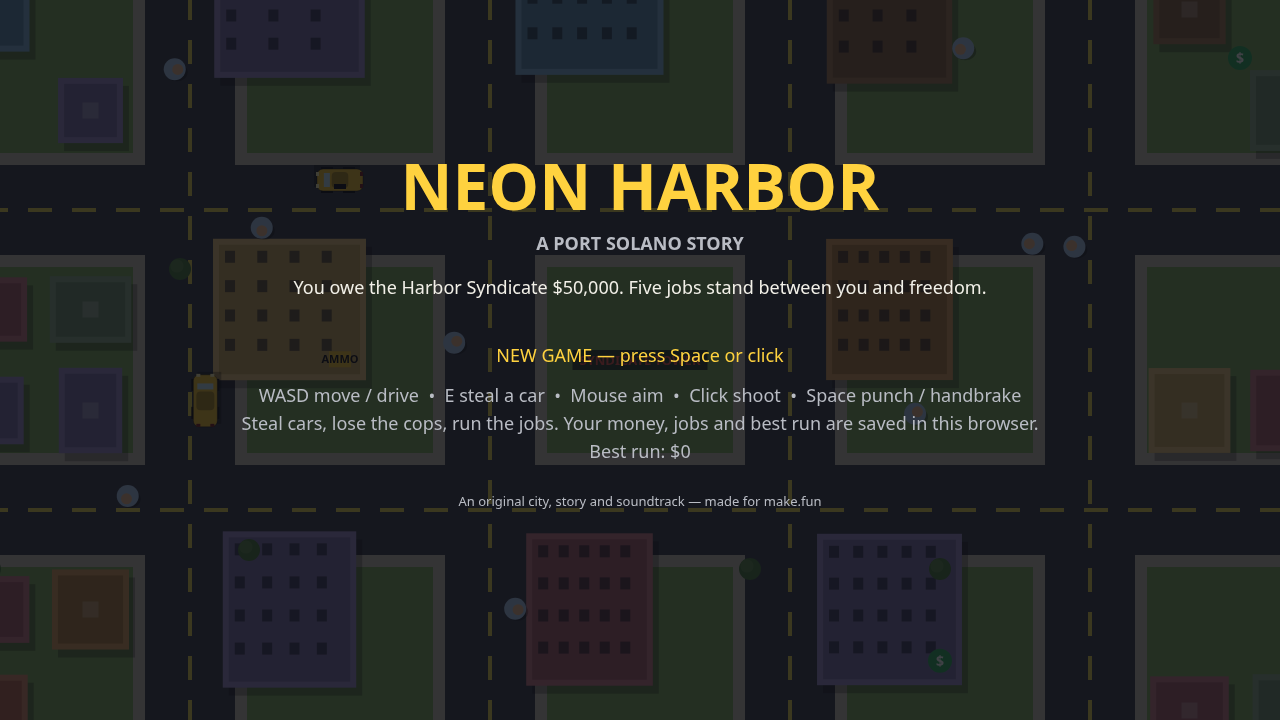 $
NEON HARBOR
A PORT SOLANO STORY
You owe the Harbor Syndicate $50,000. Five jobs stand between you and freedom.
NEW GAME — press Space or click
AMMO
WASD move / drive • E steal a car • Mouse aim • Click shoot • Space punch / handbrake
Steal cars, lose the cops, run the jobs. Your money, jobs and best run are saved in this browser.
Best run: $0
An original city, story and soundtrack — made for make.fun
$